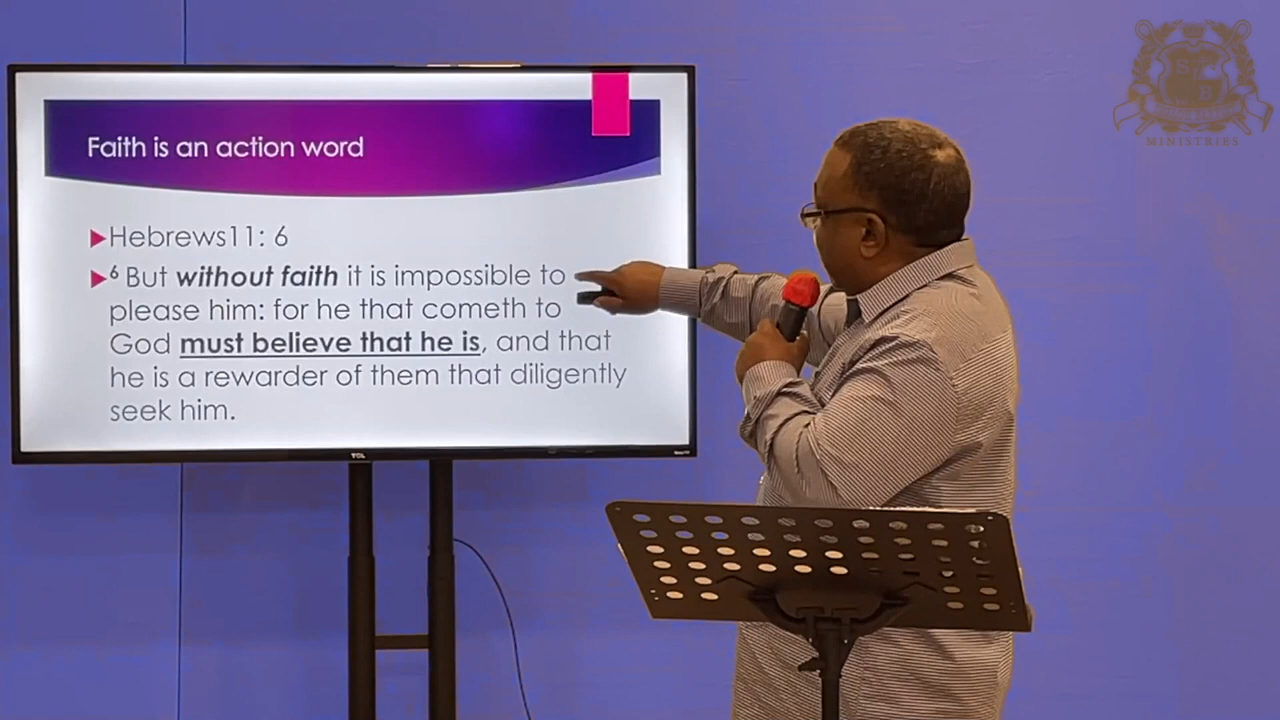 Faith is an action word
Hebrews11: 6
6 But without faith it is impossible to
please him: for he that cometh to
God must believe that he is, and that
he is a rewarder of them that diligently
seek him.
TCL
MINISTRIES